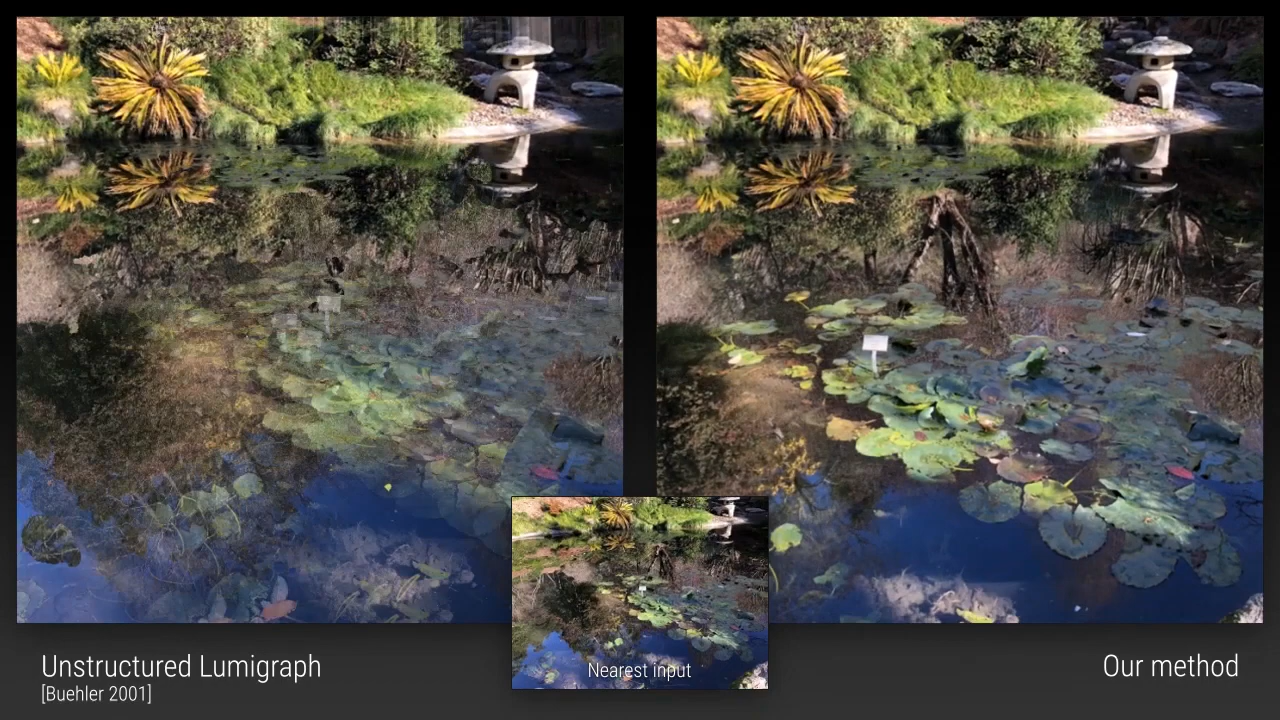 Unstructured Lumigraph
[Buehler 2001]
Nearest input
Our method